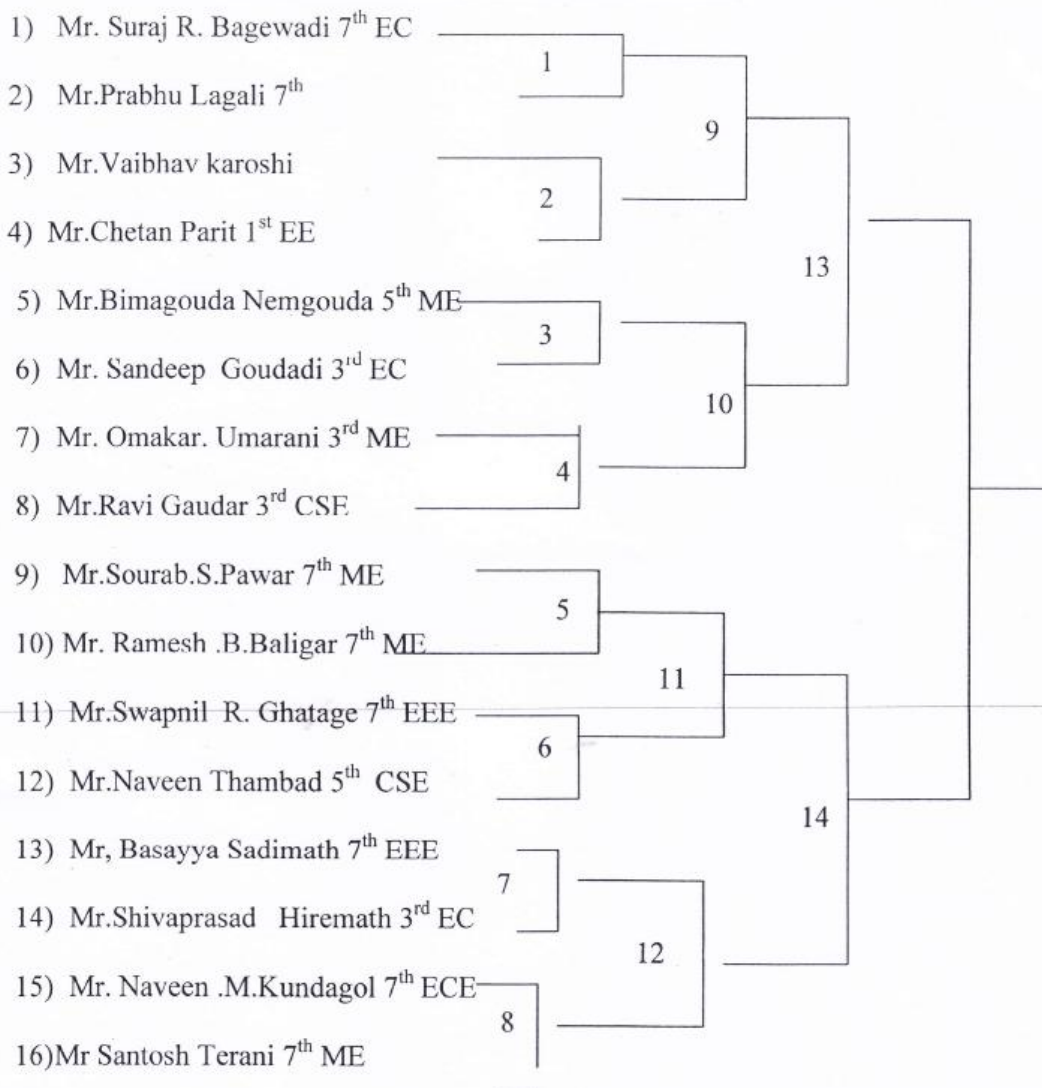 1) Mr. Suraj R. Bagewadi 7th EC
1
2) Mr.Prabhu Lagali 7th
9
3) Mr.Vaibhav karoshi
2
4) Mr.Chetan Parit 1st EE
13
5) Mr.Bimagouda Nemgouda 5th ME
3
6) Mr. Sandeep Goudadi 3rd EC
10
7) Mr. Omakar. Umarani 3rd ME
4
8) Mr.Ravi Gaudar 3rd CSE
9) Mr.Sourab.S.Pawar 7th ME
5
10) Mr. Ramesh .B.Baligar 7th ME
11
11) Mr.Swapnil R. Ghatage 7th EEE
6
12) Mr.Naveen Thambad 5th CSE
14
13) Mr, Basayya Sadimath 7th EEE
7
14) Mr.Shivaprasad Hiremath 3rd EC
12
15) Mr. Naveen .M.Kundagol 7th ECE
8
16)Mr Santosh Terani 7th ME